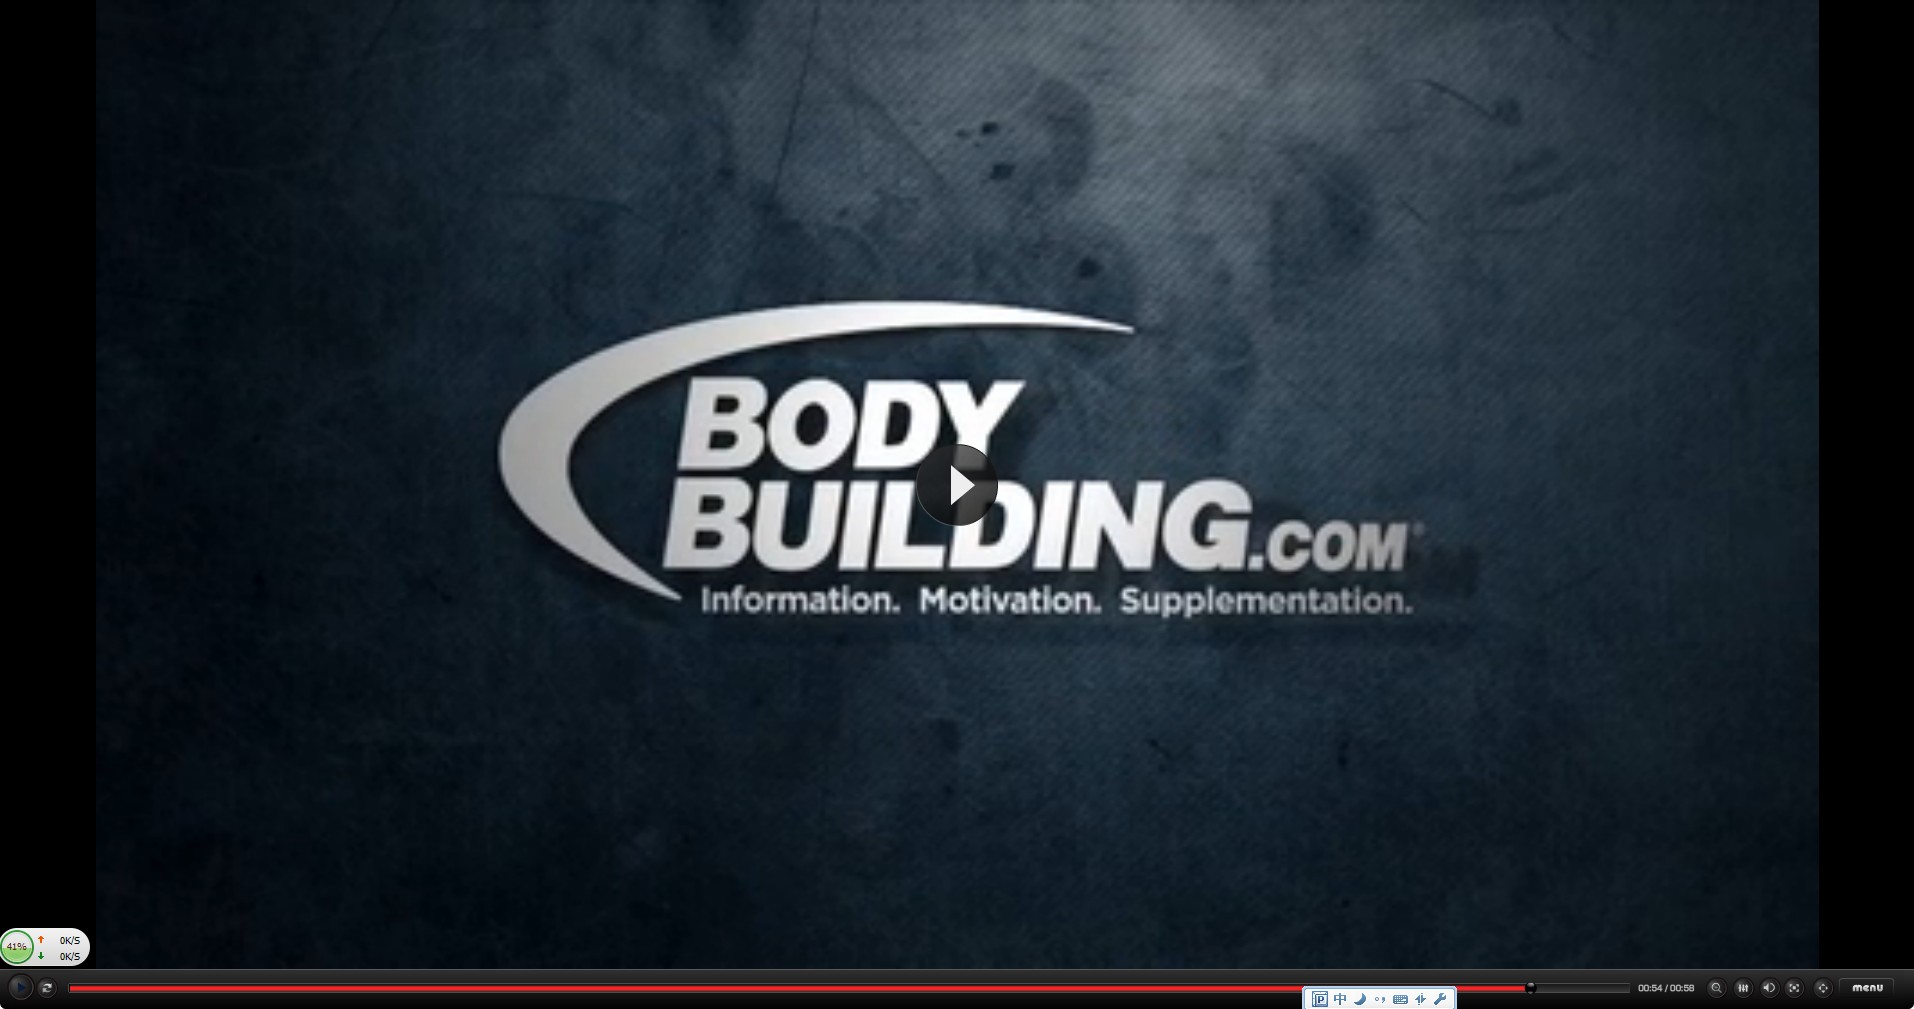 BODY
BUILDING.COM®
Information. Motivation. Supplementation.
41%
0K/S
0K/S
00:54 / 00:58
menu
P 中